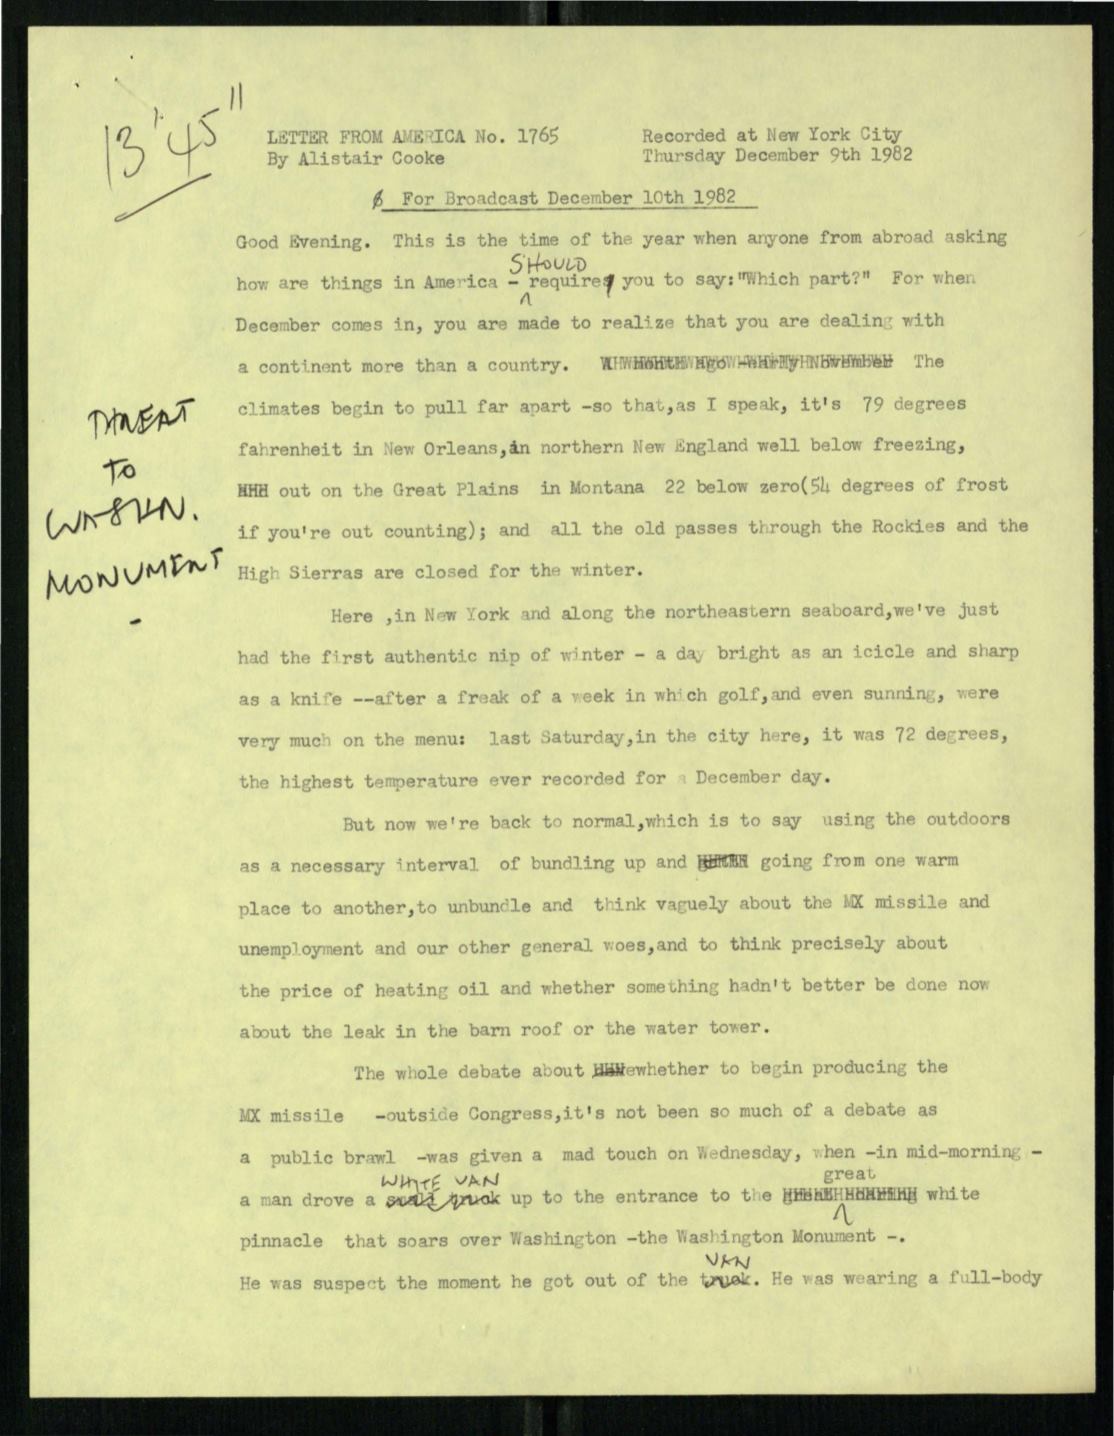 13'45"
LETTER FROM AMERICA No. 1765
By Alistair Cooke
Recorded at New York City
Thursday December 9th 1982
For Broadcast December 10th 1982
Good Evening. This is the time of the year when anyone from abroad asking
SHOULD
how are things in America - require you to say:"Which part?" For when
December comes in, you are made to realize that you are dealing with
a continent more than a country. A month ago -early November The
climates begin to pull far apart -so that,as I speak, it's 79 degrees
fahrenheit in New Orleans,in northern New England well below freezing,
out on the Great Plains in Montana 22 below zero(54 degrees of frost
if you're out counting); and all the old passes through the Rockies and the
High Sierras are closed for the winter.
THREAT
TO
WASHN.
MONUMENT
-
Here ,in New York and along the northeastern seaboard,we've just
had the first authentic nip of winter - a day bright as an icicle and sharp
as a knife --after a freak of a week in which golf,and even sunning, were
very much on the menu: last Saturday,in the city here, it was 72 degrees,
the highest temperature ever recorded for a December day.
But now we're back to normal,which is to say using the outdoors
as a necessary interval of bundling up and going from one warm
place to another,to unbundle and think vaguely about the MX missile and
unemployment and our other general woes,and to think precisely about
the price of heating oil and whether something hadn't better be done now
about the leak in the barn roof or the water tower.
The whole debate about whether to begin producing the
MX missile -outside Congress,it's not been so much of a debate as
a public brawl -was given a mad touch on Wednesday, when -in mid-morning -
WHITE VAN great
a man drove a small truck up to the entrance to the white
pinnacle that soars over Washington -the Washington Monument -.
VAN
He was suspect the moment he got out of the truck. He was wearing a full-body